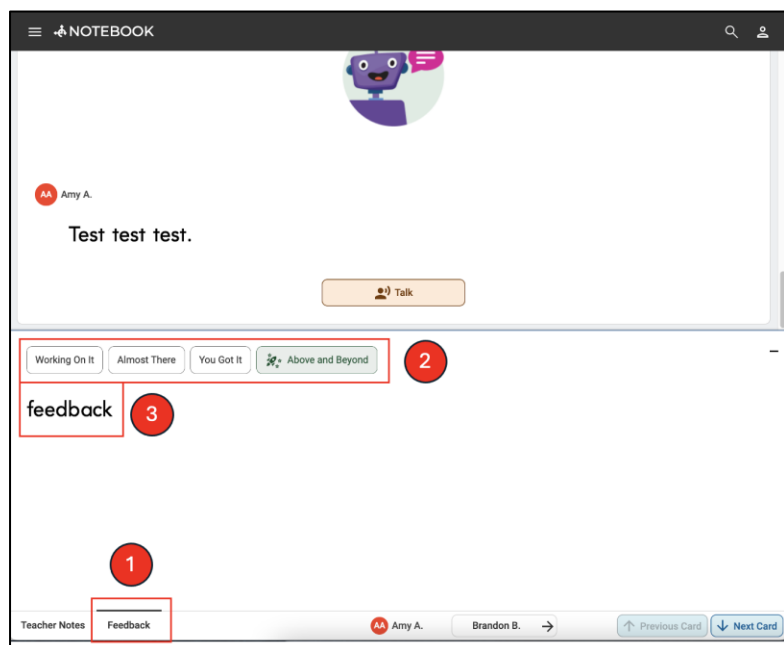 NOTEBOOK
AA Amy A.
Test test test.
Talk
Working On It Almost There You Got It Above and Beyond 2
feedback 3
1
Teacher Notes Feedback AA Amy A. Brandon B. → ↑ Previous Card ↓ Next Card